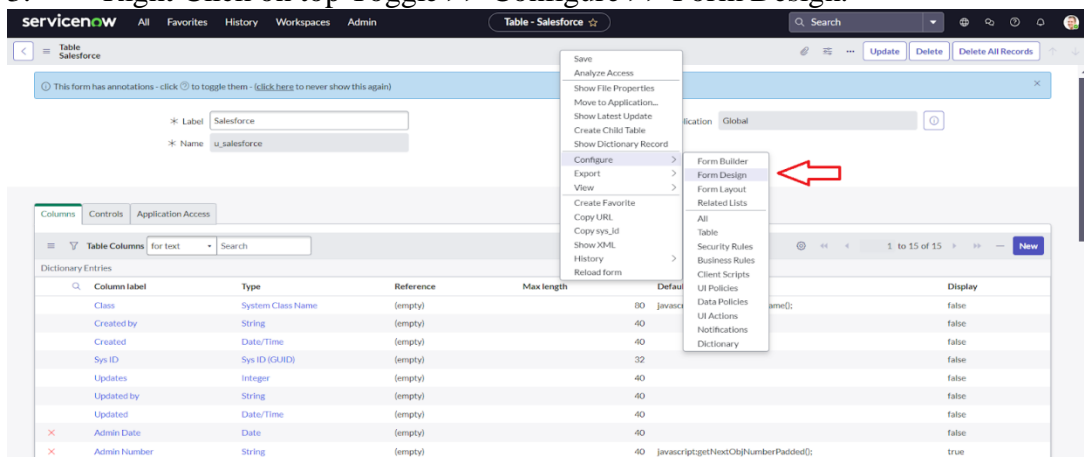 Right Click on top Toggle >> Configure >> Form Design.
servicenow All Favorites History Workspaces Admin Table - Salesforce Search
Table
Salesforce
Update Delete Delete All Records
This form has annotations - click to toggle them - (click here to never show this again)
Label Salesforce
Name u_salesforce
lication Global
Save
Analyze Access
Show File Properties
Move to Application...
Show Latest Update
Create Child Table
Show Dictionary Record
Configure
Export
View
Create Favorite
Copy URL
Copy sys_id
Show XML
History
Reload form
Form Builder
Form Design
Form Layout
Related Lists
All
Table
Security Rules
Business Rules
Client Scripts
UI Policies
Data Policies
UI Actions
Notifications
Dictionary
Columns Controls Application Access
Table Columns for text Search 1 to 15 of 15 New
Dictionary Entries
Column label Type Reference Max length Defau Display
Class System Class Name (empty) 80 javasc ame(); false
Created by String (empty) 40 false
Created Date/Time (empty) 40 false
Sys ID Sys ID (GUID) (empty) 32 false
Updates Integer (empty) 40 false
Updated by String (empty) 40 false
Updated Date/Time (empty) 40 false
Admin Date Date (empty) 40 false
Admin Number String (empty) 40 javascript:getNextObjNumberPadded(); true